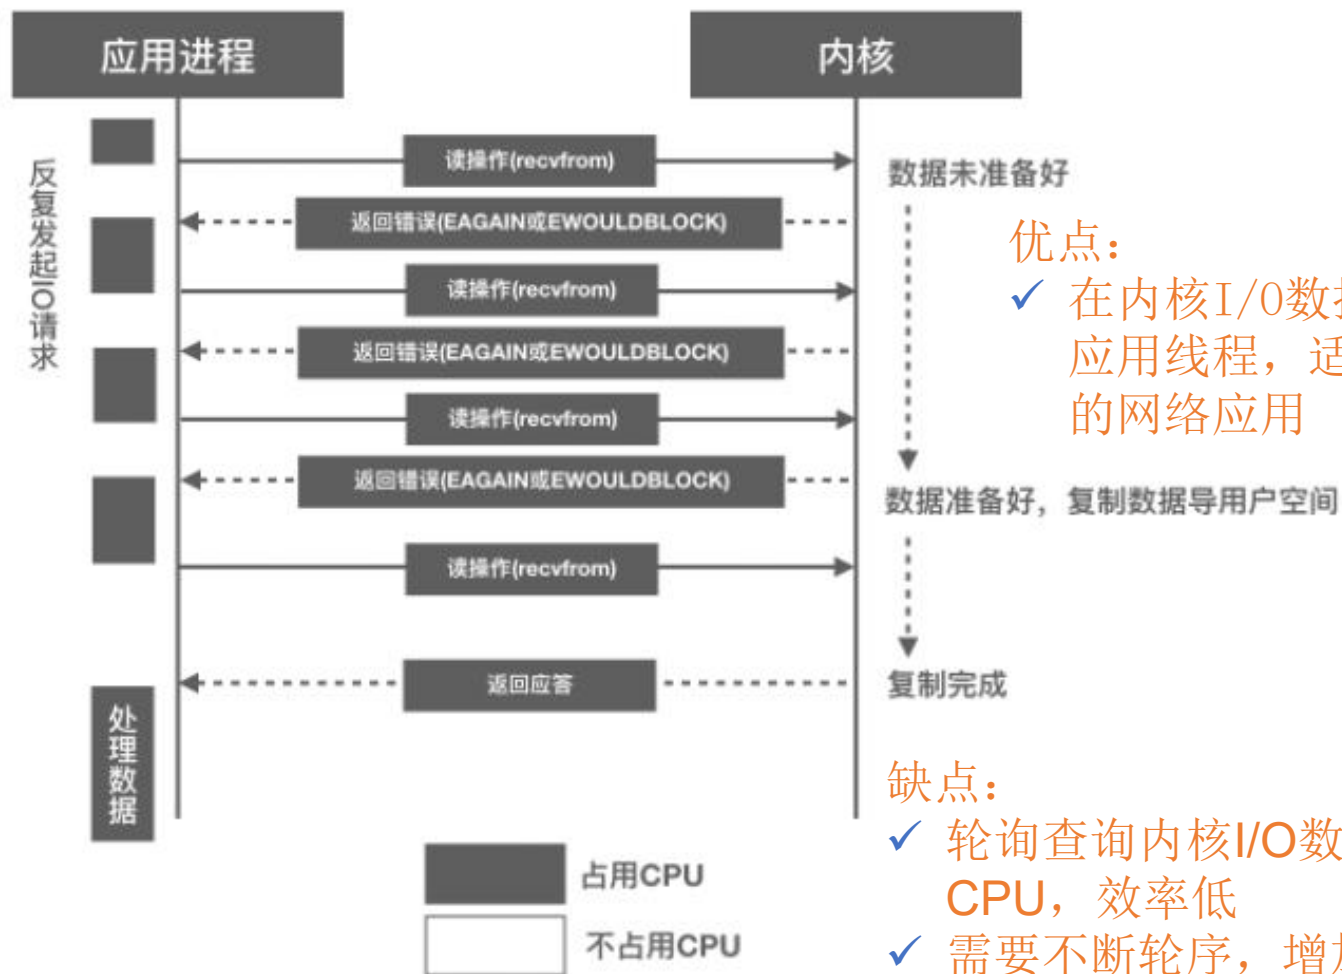 应用进程
内核
反复发起IO请求
读操作(recvfrom)
数据未准备好
返回错误(EAGAIN或EWOULDBLOCK)
读操作(recvfrom)
返回错误(EAGAIN或EWOULDBLOCK)
读操作(recvfrom)
返回错误(EAGAIN或EWOULDBLOCK)
数据准备好，复制数据导用户空间
读操作(recvfrom)
返回应答
复制完成
处理数据
占用CPU
不占用CPU
优点：
✓ 在内核I/O数
应用线程，
的网络应用
缺点：
✓ 轮询查询内核I/O数
CPU，效率低
✓ 需要不断轮序，增